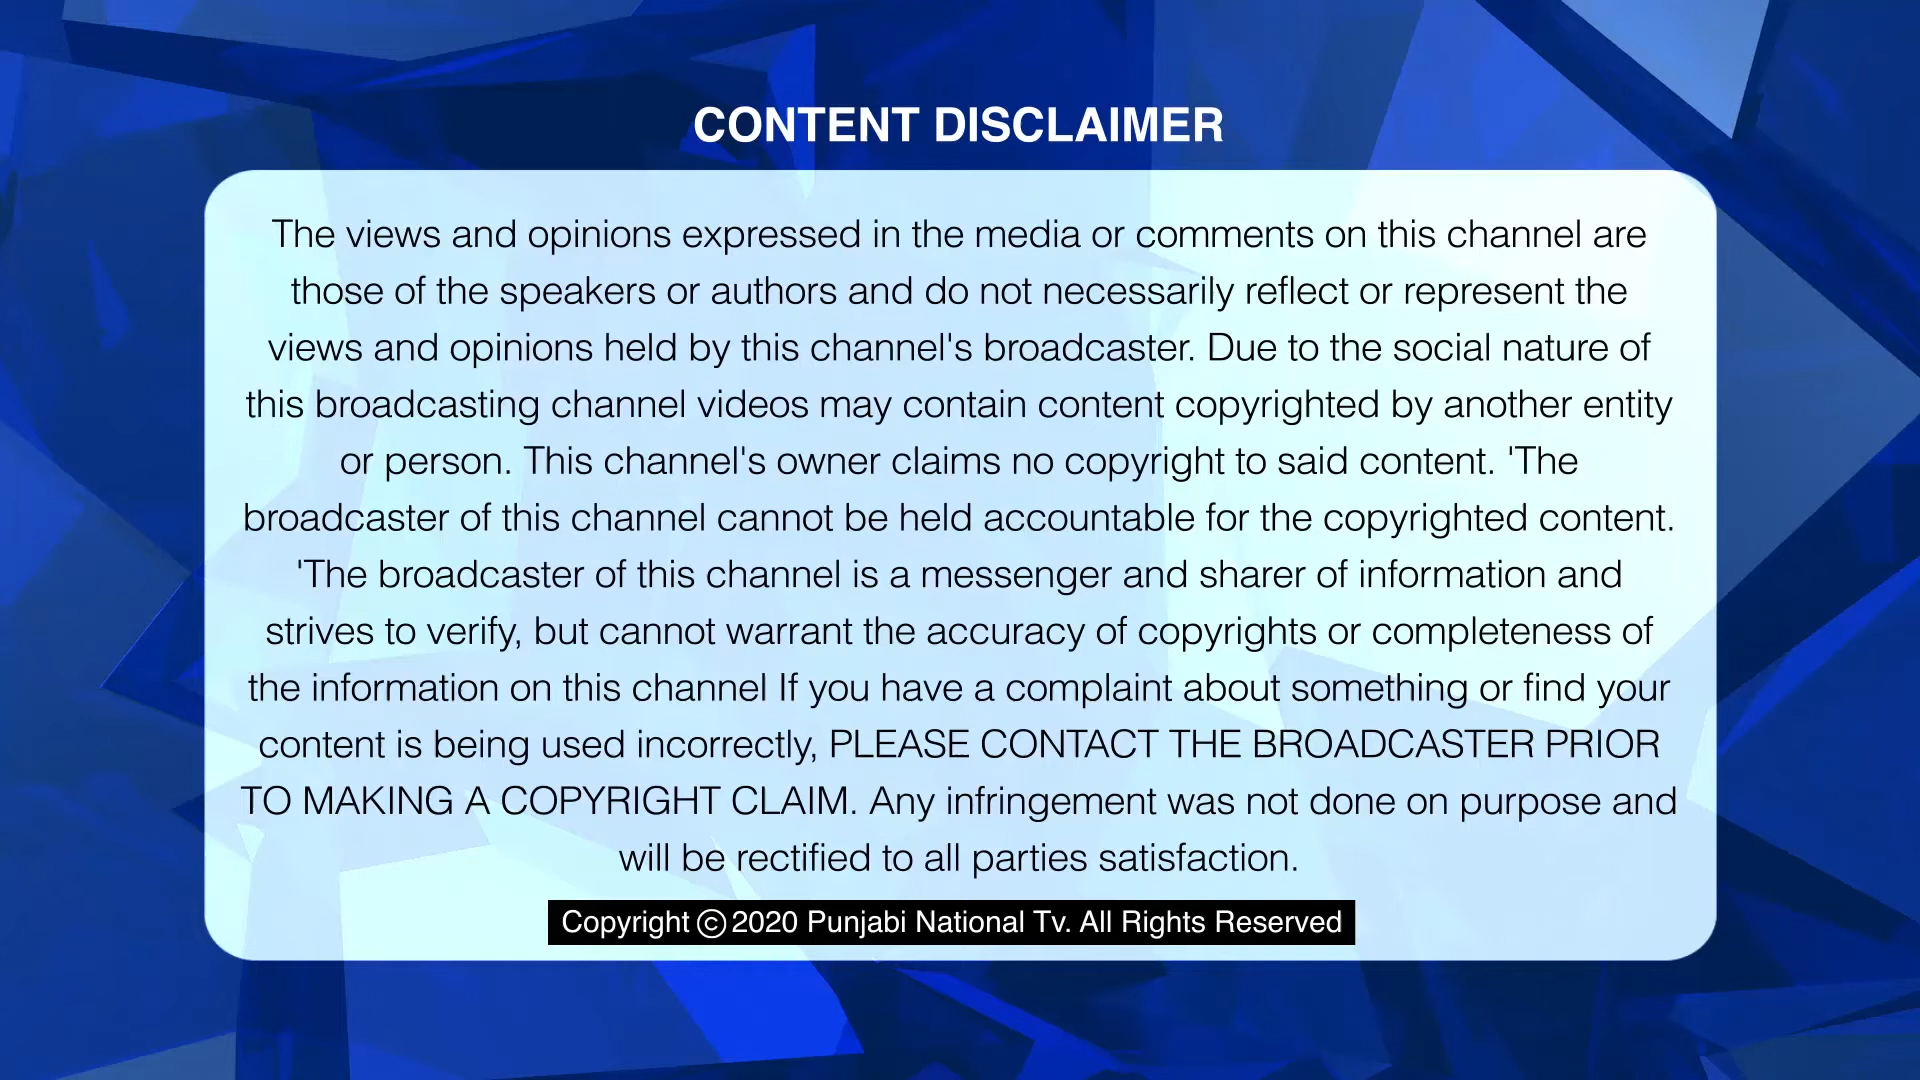 CONTENT DISCLAIMER
The views and opinions expressed in the media or comments on this channel are
those of the speakers or authors and do not necessarily reflect or represent the
views and opinions held by this channel's broadcaster. Due to the social nature of
this broadcasting channel videos may contain content copyrighted by another entity
or person. This channel's owner claims no copyright to said content. 'The
broadcaster of this channel cannot be held accountable for the copyrighted content.
'The broadcaster of this channel is a messenger and sharer of information and
strives to verify, but cannot warrant the accuracy of copyrights or completeness of
the information on this channel If you have a complaint about something or find your
content is being used incorrectly, PLEASE CONTACT THE BROADCASTER PRIOR
TO MAKING A COPYRIGHT CLAIM. Any infringement was not done on purpose and
will be rectified to all parties satisfaction.
Copyright © 2020 Punjabi National Tv. All Rights Reserved